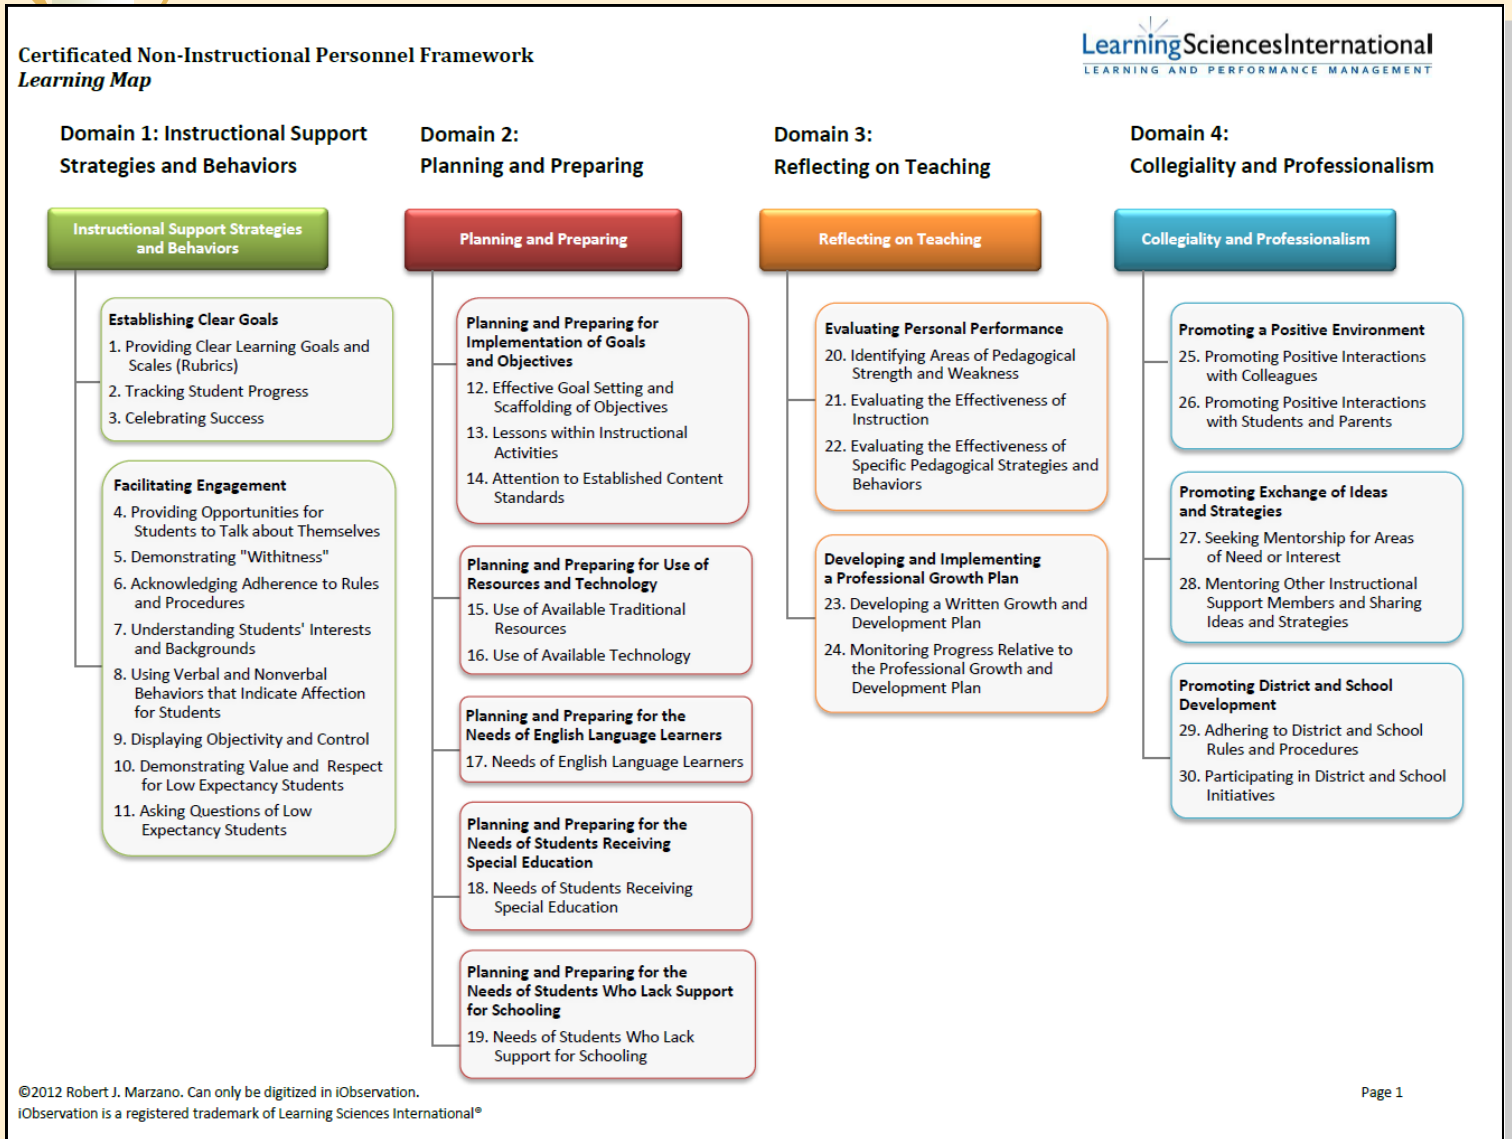 Certificated Non-Instructional Personnel Framework
Learning Map
LearningSciencesInternational
LEARNING AND PERFORMANCE MANAGEMENT
Domain 1: Instructional Support
Strategies and Behaviors
Instructional Support Strategies
and Behaviors
Establishing Clear Goals
1. Providing Clear Learning Goals and
Scales (Rubrics)
2. Tracking Student Progress
3. Celebrating Success
Facilitating Engagement
4. Providing Opportunities for
Students to Talk about Themselves
5. Demonstrating "Withitness"
6. Acknowledging Adherence to Rules
and Procedures
7. Understanding Students' Interests
and Backgrounds
8. Using Verbal and Nonverbal
Behaviors that Indicate Affection
for Students
9. Displaying Objectivity and Control
10. Demonstrating Value and Respect
for Low Expectancy Students
11. Asking Questions of Low
Expectancy Students
Domain 2:
Planning and Preparing
Planning and Preparing
Planning and Preparing for
Implementation of Goals
and Objectives
12. Effective Goal Setting and
Scaffolding of Objectives
13. Lessons within Instructional
Activities
14. Attention to Established Content
Standards
Planning and Preparing for Use of
Resources and Technology
15. Use of Available Traditional
Resources
16. Use of Available Technology
Planning and Preparing for the
Needs of English Language Learners
17. Needs of English Language Learners
Planning and Preparing for the
Needs of Students Receiving
Special Education
18. Needs of Students Receiving
Special Education
Planning and Preparing for the
Needs of Students Who Lack Support
for Schooling
19. Needs of Students Who Lack
Support for Schooling
Domain 3:
Reflecting on Teaching
Reflecting on Teaching
Evaluating Personal Performance
20. Identifying Areas of Pedagogical
Strength and Weakness
21. Evaluating the Effectiveness of
Instruction
22. Evaluating the Effectiveness of
Specific Pedagogical Strategies and
Behaviors
Developing and Implementing
a Professional Growth Plan
23. Developing a Written Growth and
Development Plan
24. Monitoring Progress Relative to
the Professional Growth and
Development Plan
Domain 4:
Collegiality and Professionalism
Collegiality and Professionalism
Promoting a Positive Environment
25. Promoting Positive Interactions
with Colleagues
26. Promoting Positive Interactions
with Students and Parents
Promoting Exchange of Ideas
and Strategies
27. Seeking Mentorship for Areas
of Need or Interest
28. Mentoring Other Instructional
Support Members and Sharing
Ideas and Strategies
Promoting District and School
Development
29. Adhering to District and School
Rules and Procedures
30. Participating in District and School
Initiatives
©2012 Robert J. Marzano. Can only be digitized in iObservation.
iObservation is a registered trademark of Learning Sciences International®
Page 1